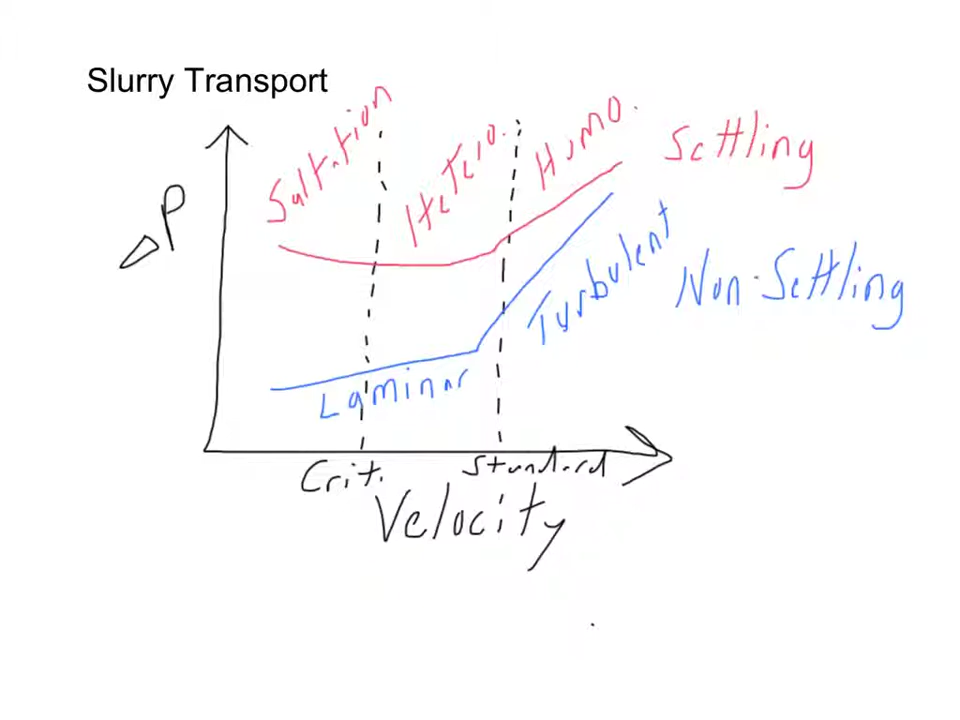 Slurry Transport
Saltation
Hetero.
Homo.
Settling
ΔP
Turbulent
Non-Settling
Laminar
Crit.
Standard
Velocity